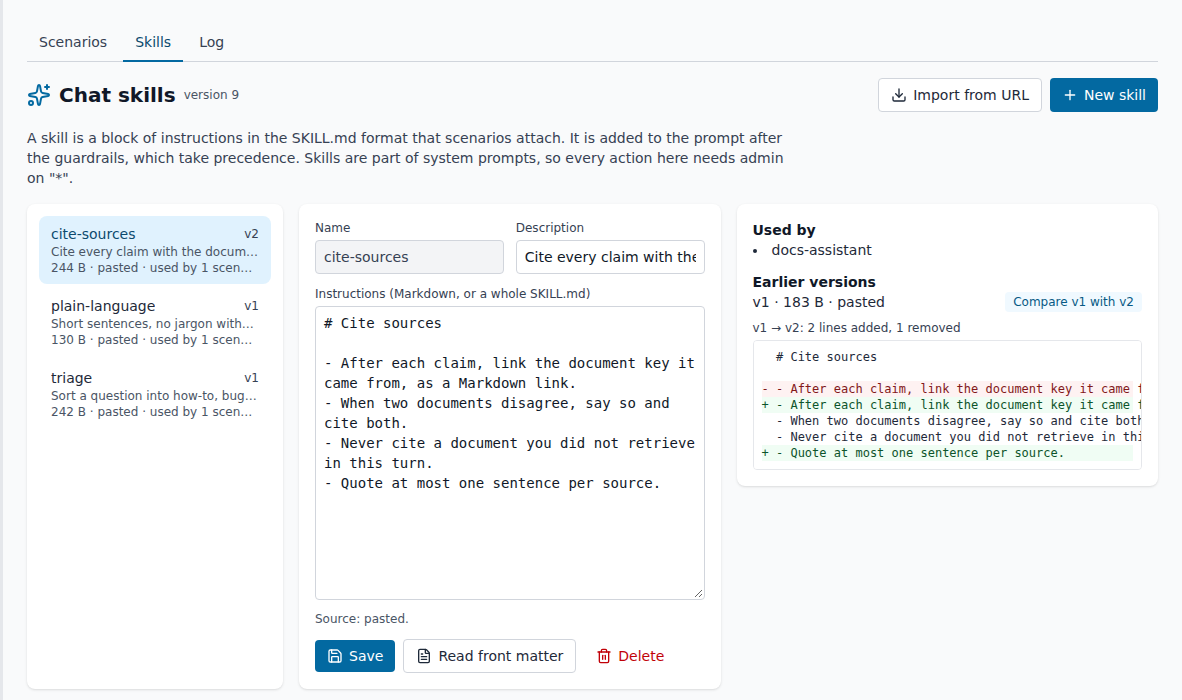 Scenarios Skills Log
Chat skills version 9
Import from URL
New skill
A skill is a block of instructions in the SKILL.md format that scenarios attach. It is added to the prompt after
the guardrails, which take precedence. Skills are part of system prompts, so every action here needs admin
on "*".
cite-sources v2
Cite every claim with the docum…
244 B · pasted · used by 1 scen…
plain-language v1
Short sentences, no jargon with…
130 B · pasted · used by 1 scen…
triage v1
Sort a question into how-to, bug…
242 B · pasted · used by 1 scen…
Name
cite-sources
Description
Cite every claim with the
Instructions (Markdown, or a whole SKILL.md)
# Cite sources
- After each claim, link the document key it
came from, as a Markdown link.
- When two documents disagree, say so and
cite both.
- Never cite a document you did not retrieve
in this turn.
- Quote at most one sentence per source.
Source: pasted.
Save
Read front matter
Delete
Used by
• docs-assistant
Earlier versions
v1 · 183 B · pasted
Compare v1 with v2
v1 → v2: 2 lines added, 1 removed
# Cite sources
- - After each claim, link the document key it came f
+ - After each claim, link the document key it came f
- When two documents disagree, say so and cite both
- Never cite a document you did not retrieve in thi
+ - Quote at most one sentence per source.